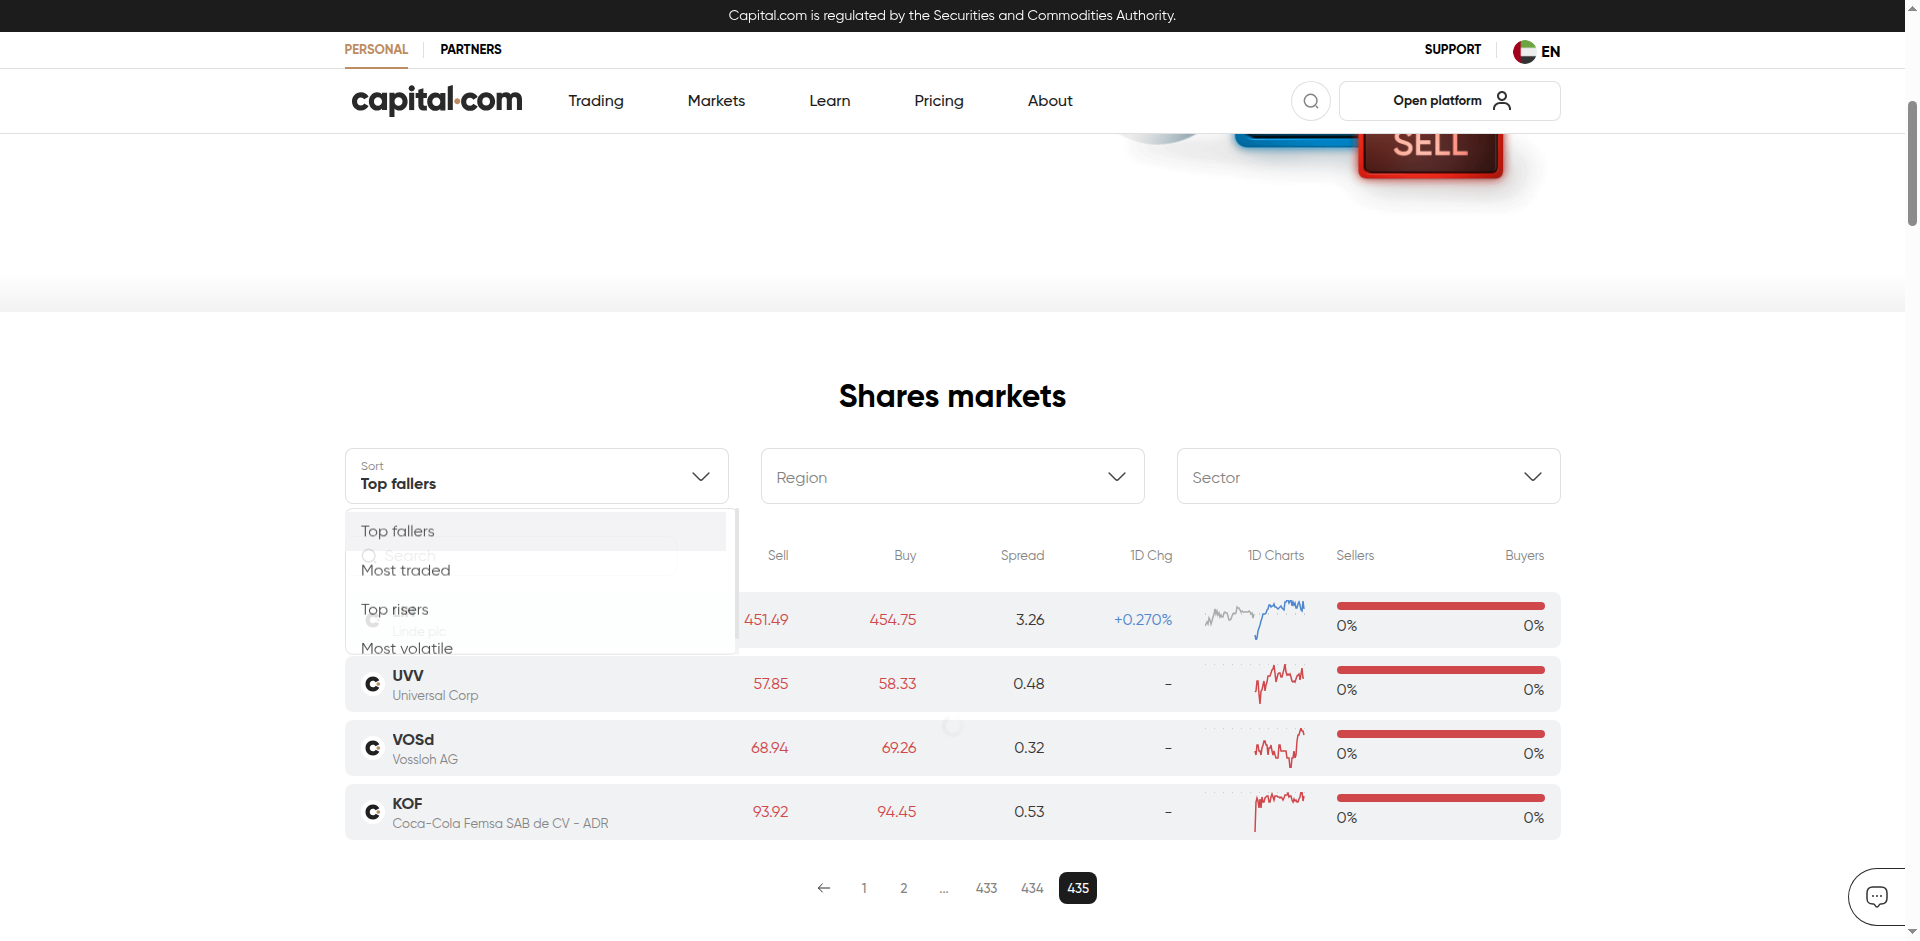 Capital.com is regulated by the Securities and Commodities Authority.
PERSONAL PARTNERS SUPPORT EN
capital.com Trading Markets Learn Pricing About Open platform
SELL
Shares markets
Sort
Top fallers
Region
Sector
Top fallers
Search
Sell Buy Spread 1D Chg 1D Charts Sellers Buyers
Most traded
Top risers
451.49 454.75 3.26 +0.270% 0% 0%
Linde plc
Most volatile
UVV
Universal Corp
57.85 58.33 0.48 - 0% 0%
VOSd
Vossloh AG
68.94 69.26 0.32 - 0% 0%
KOF
Coca-Cola Femsa SAB de CV - ADR
93.92 94.45 0.53 - 0% 0%
1 2 ... 433 434 435